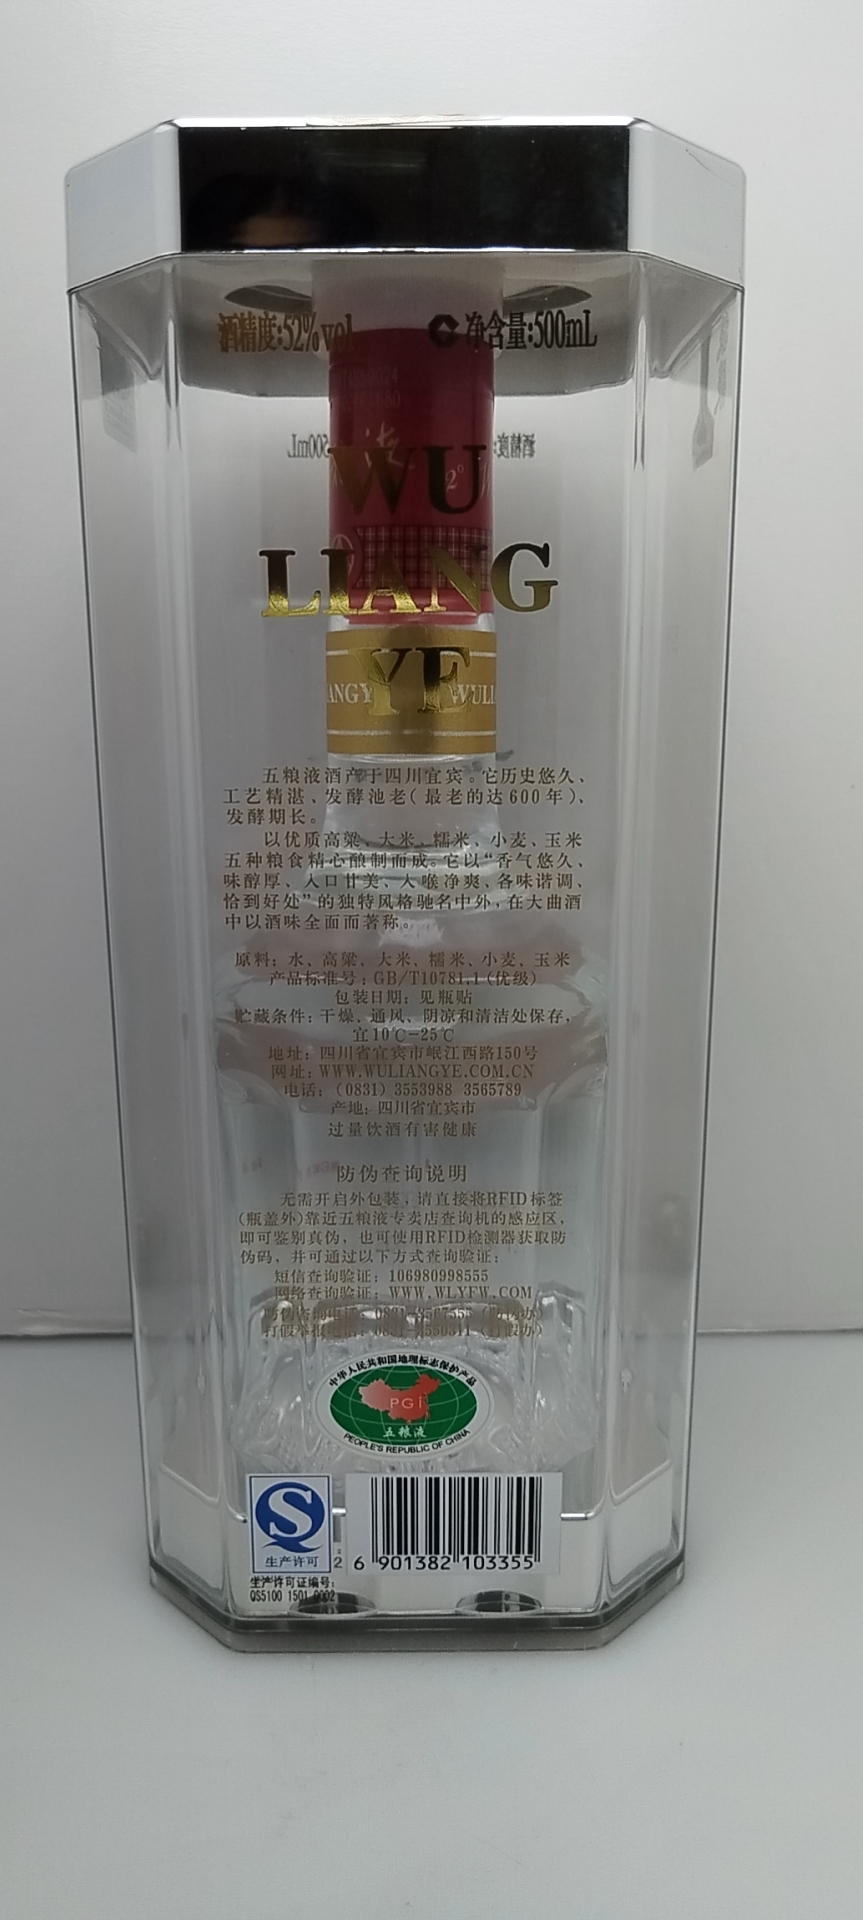 酒精度:52%vol 净含量:500mL
WU
LIANG
YE
ANGY WULI
五粮液酒产于四川宜宾。它历史悠久、
工艺精湛、发酵池老(最老的达600年)、
发酵期长。
以优质高粱、大米、糯米、小麦、玉米
五种粮食精心酿制而成。它以“香气悠久、
味醇厚、入口甘美、入喉净爽、各味谐调、
恰到好处”的独特风格驰名中外,在大曲酒
中以酒味全面而著称。
原料：水、高粱、大米、糯米、小麦、玉米
产品标准号：GB/T10781.1(优级)
包装日期：见瓶贴
贮藏条件：干燥、通风、阴凉和清洁处保存,
宜10℃-25℃
地址：四川省宜宾市岷江西路150号
网址：WWW.WULIANGYE.COM.CN
电话：(0831) 3553988 3565789
产地：四川省宜宾市
过量饮酒有害健康
防伪查询说明
无需开启外包装，请直接将RFID标签
(瓶盖外)靠近五粮液专卖店查询机的感应区，
即可鉴别真伪，也可使用RFID检测器获取防
伪码，并可通过以下方式查询验证：
短信查询验证：106980998555
网络查询验证：WWW.WLYFW.COM
防伪咨询电话：
打假举报电话：
中华人民共和国地理标志保护产品
PGI
五粮液
PEOPLE'S REPUBLIC OF CHINA
生产许可
6 901382 103355
生产许可证编号:
QS5100 1501 0002